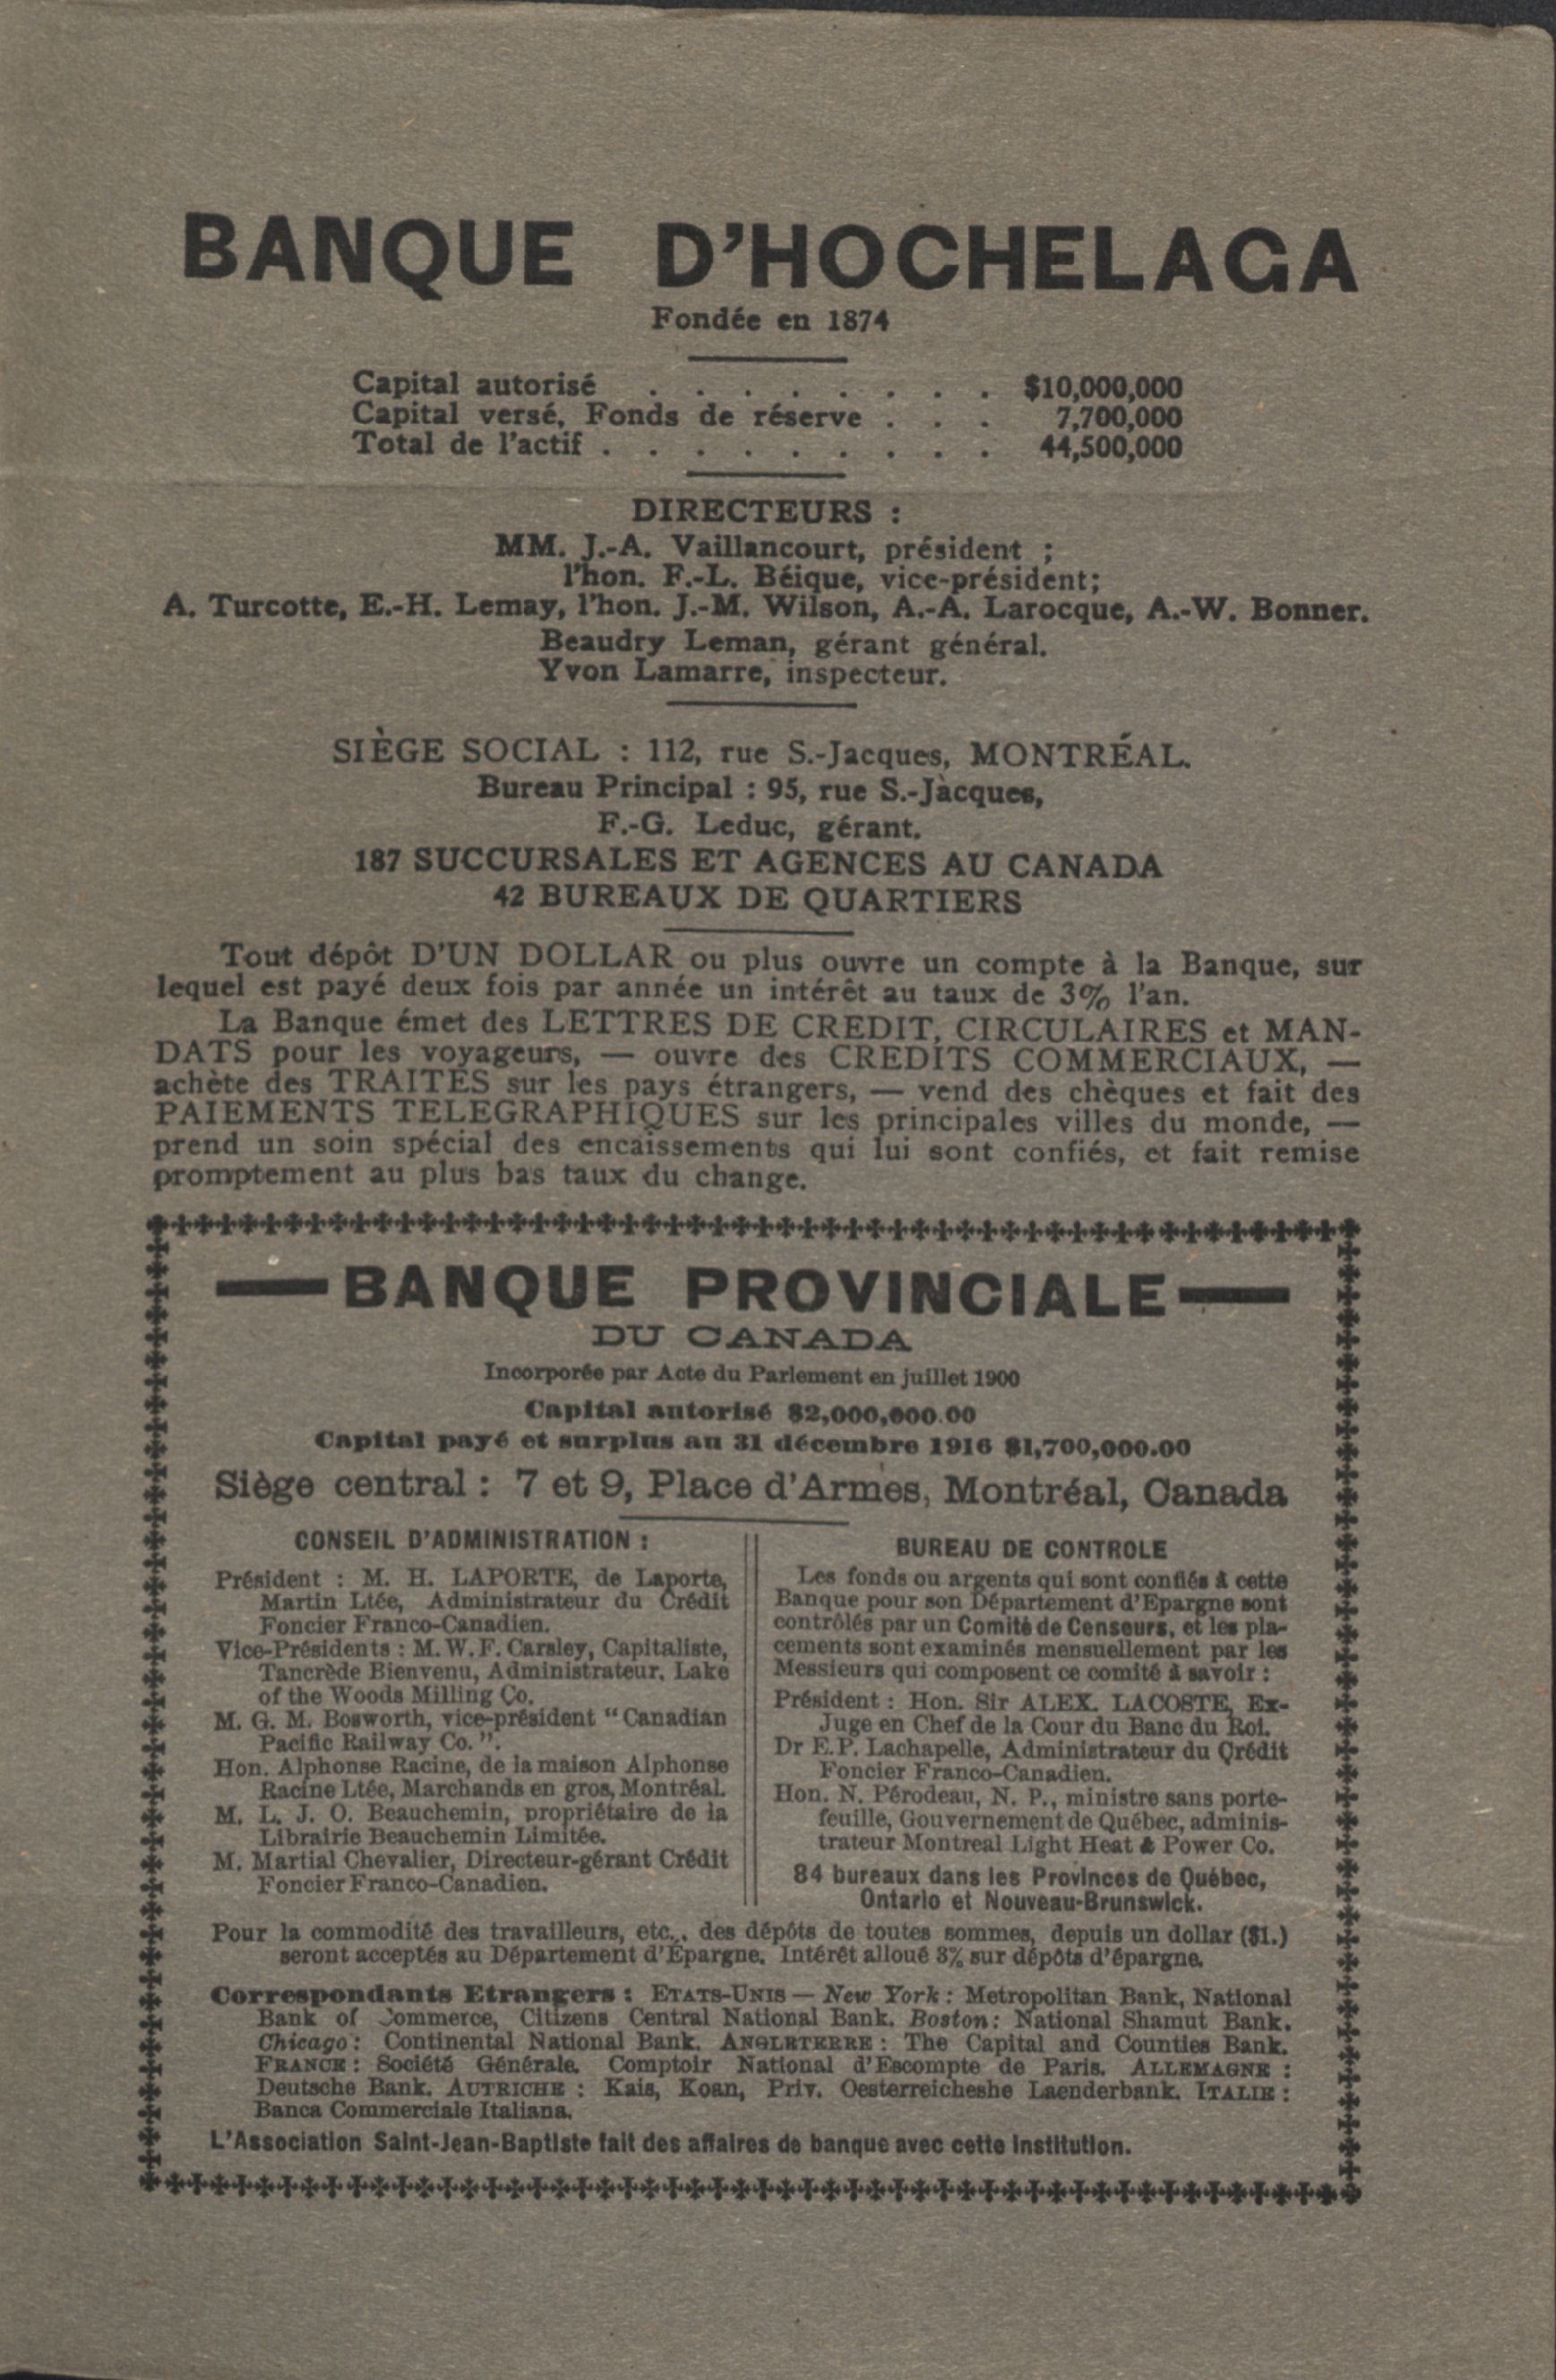 BANQUE D'HOCHELAGA
Fondée en 1874
Capital autorisé . . . . . . . . $10,000,000
Capital versé, Fonds de réserve . . . 7,700,000
Total de l'actif . . . . . . . . . 44,500,000
DIRECTEURS :
MM. J.-A. Vaillancourt, président ;
l'hon. F.-L. Béique, vice-président;
A. Turcotte, E.-H. Lemay, l'hon. J.-M. Wilson, A.-A. Larocque, A.-W. Bonner.
Beaudry Leman, gérant général.
Yvon Lamarre, inspecteur.
SIÈGE SOCIAL : 112, rue S.-Jacques, MONTRÉAL.
Bureau Principal : 95, rue S.-Jacques,
F.-G. Leduc, gérant.
187 SUCCURSALES ET AGENCES AU CANADA
42 BUREAUX DE QUARTIERS
Tout dépôt D'UN DOLLAR ou plus ouvre un compte à la Banque, sur
lequel est payé deux fois par année un intérêt au taux de 3% l'an.
La Banque émet des LETTRES DE CREDIT, CIRCULAIRES et MAN-
DATS pour les voyageurs, — ouvre des CREDITS COMMERCIAUX, —
achète des TRAITES sur les pays étrangers, — vend des chèques et fait des
PAIEMENTS TELEGRAPHIQUES sur les principales villes du monde, —
prend un soin spécial des encaissements qui lui sont confiés, et fait remise
promptement au plus bas taux du change.
BANQUE PROVINCIALE
DU CANADA
Incorporée par Acte du Parlement en juillet 1900
Capital autorisé $2,000,000.00
Capital payé et surplus au 31 décembre 1916 $1,700,000.00
Siège central : 7 et 9, Place d'Armes, Montréal, Canada
CONSEIL D'ADMINISTRATION :
Président : M. H. LAPORTE, de Laporte,
Martin Ltée, Administrateur du Crédit
Foncier Franco-Canadien.
Vice-Présidents : M. W. F. Carsley, Capitaliste,
Tancrède Bienvenu, Administrateur, Lake
of the Woods Milling Co.
M. G. M. Bosworth, vice-président "Canadian
Pacific Railway Co.".
Hon. Alphonse Racine, de la maison Alphonse
Racine Ltée, Marchands en gros, Montréal.
M. L. J. O. Beauchemin, propriétaire de la
Librairie Beauchemin Limitée.
M. Martial Chevalier, Directeur-gérant Crédit
Foncier Franco-Canadien.
BUREAU DE CONTROLE
Les fonds ou argents qui sont confiés à cette
Banque pour son Département d'Epargne sont
contrôlés par un Comité de Censeurs, et les pla-
cements sont examinés mensuellement par les
Messieurs qui composent ce comité à savoir :
Président : Hon. Sir ALEX. LACOSTE, Ex-
Juge en Chef de la Cour du Banc du Roi.
Dr E. P. Lachapelle, Administrateur du Crédit
Foncier Franco-Canadien.
Hon. N. Pérodeau, N. P., ministre sans porte-
feuille, Gouvernement de Québec, adminis-
trateur Montreal Light Heat & Power Co.
84 bureaux dans les Provinces de Québec,
Ontario et Nouveau-Brunswick.
Pour la commodité des travailleurs, etc., des dépôts de toutes sommes, depuis un dollar ($1.)
seront acceptés au Département d'Épargne. Intérêt alloué 3% sur dépôts d'épargne.
Correspondants Etrangers : ETATS-UNIS — New York : Metropolitan Bank, National
Bank of Commerce, Citizens Central National Bank. Boston : National Shamut Bank.
Chicago : Continental National Bank. ANGLETERRE : The Capital and Counties Bank.
FRANCE : Société Générale. Comptoir National d'Escompte de Paris. ALLEMAGNE :
Deutsche Bank. AUTRICHE : Kais, Koan, Priv. Oesterreicheshe Laenderbank. ITALIE :
Banca Commerciale Italiana.
L'Association Saint-Jean-Baptiste fait des affaires de banque avec cette institution.